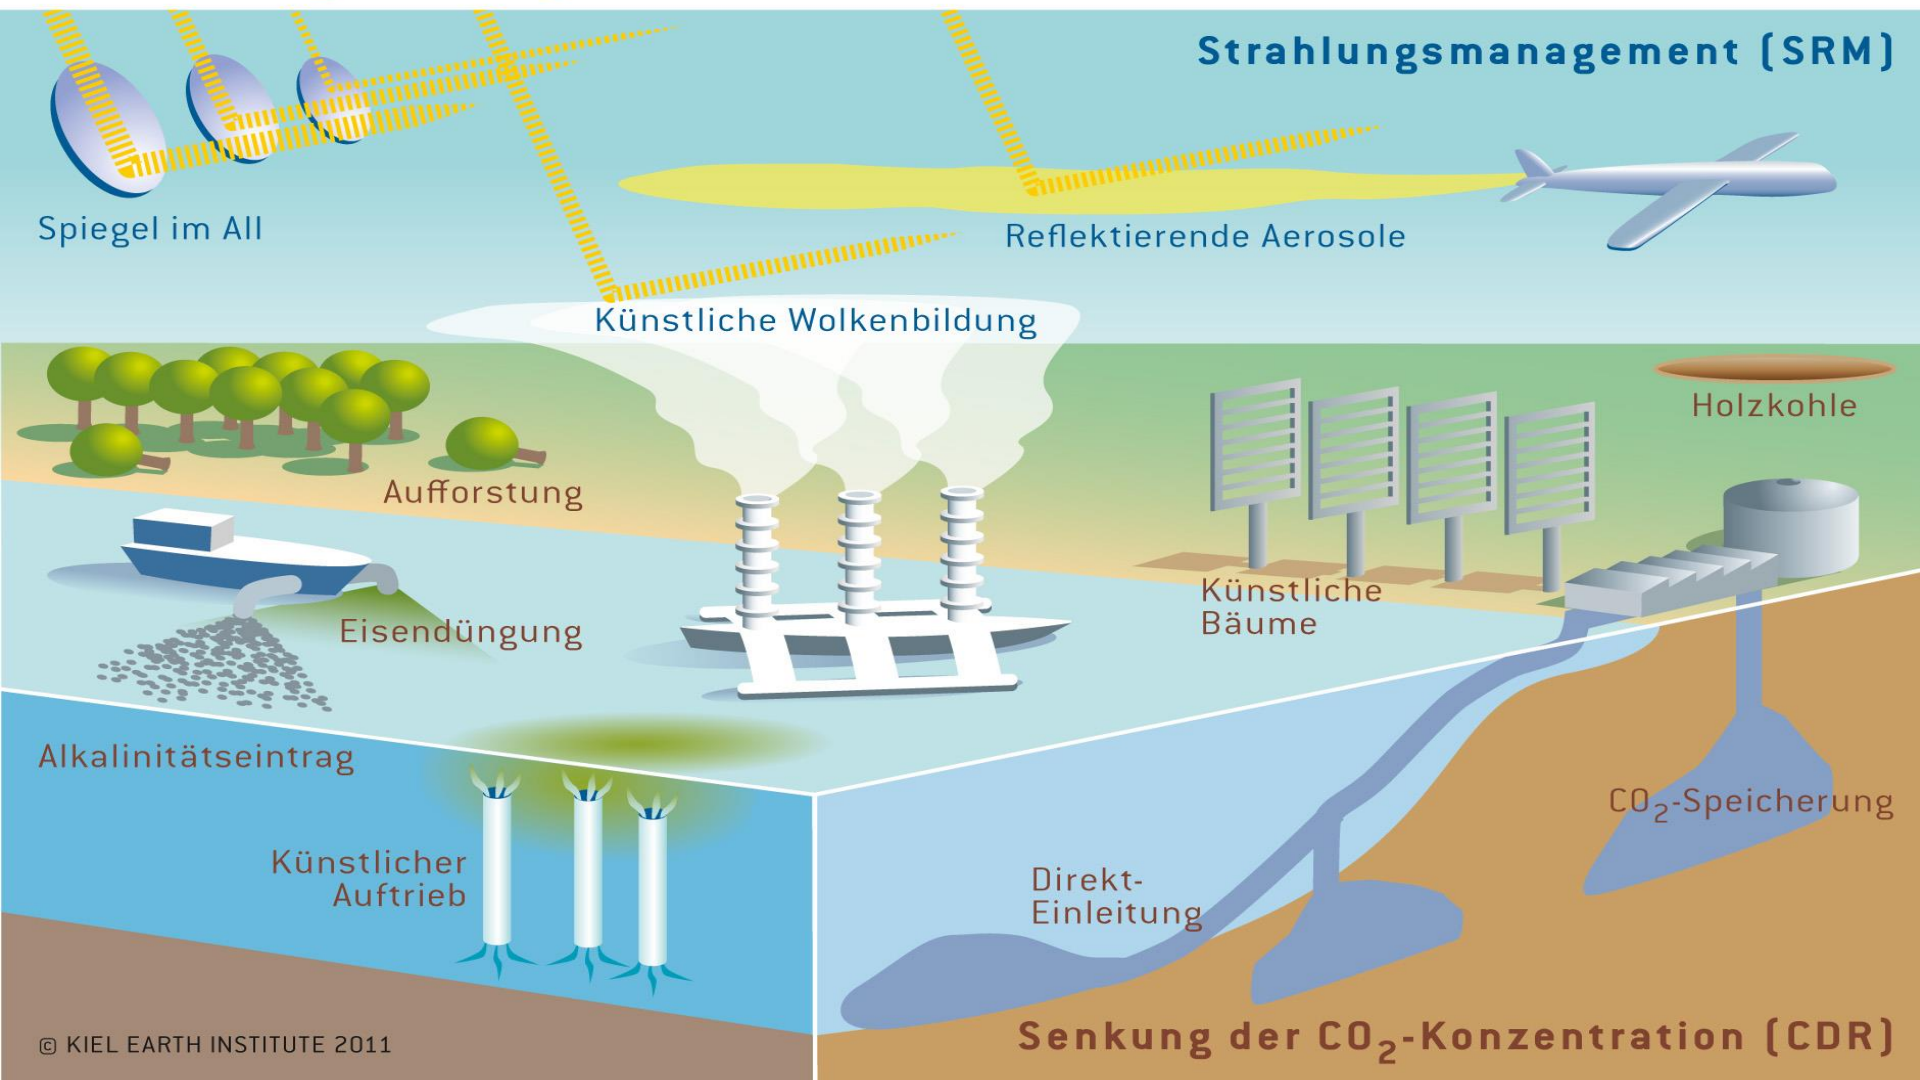 Strahlungsmanagement (SRM)
Spiegel im All
Reflektierende Aerosole
Künstliche Wolkenbildung
Holzkohle
Aufforstung
Künstliche
Bäume
Eisendüngung
Alkalinitätseintrag
CO₂-Speicherung
Künstlicher
Auftrieb
Direkt-
Einleitung
Senkung der CO₂-Konzentration (CDR)
© KIEL EARTH INSTITUTE 2011